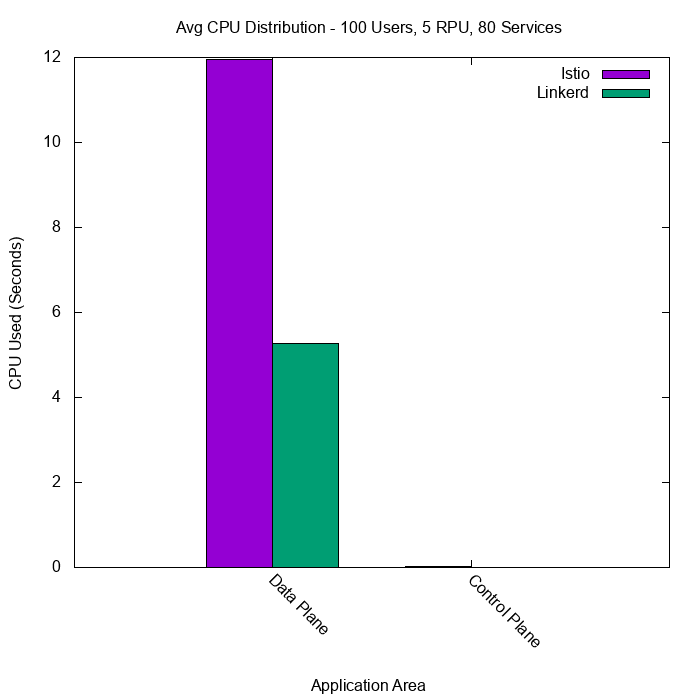 Avg CPU Distribution - 100 Users, 5 RPU, 80 Services
Istio
Linkerd
12
10
8
6
4
2
0
CPU Used (Seconds)
Data Plane
Control Plane
Application Area